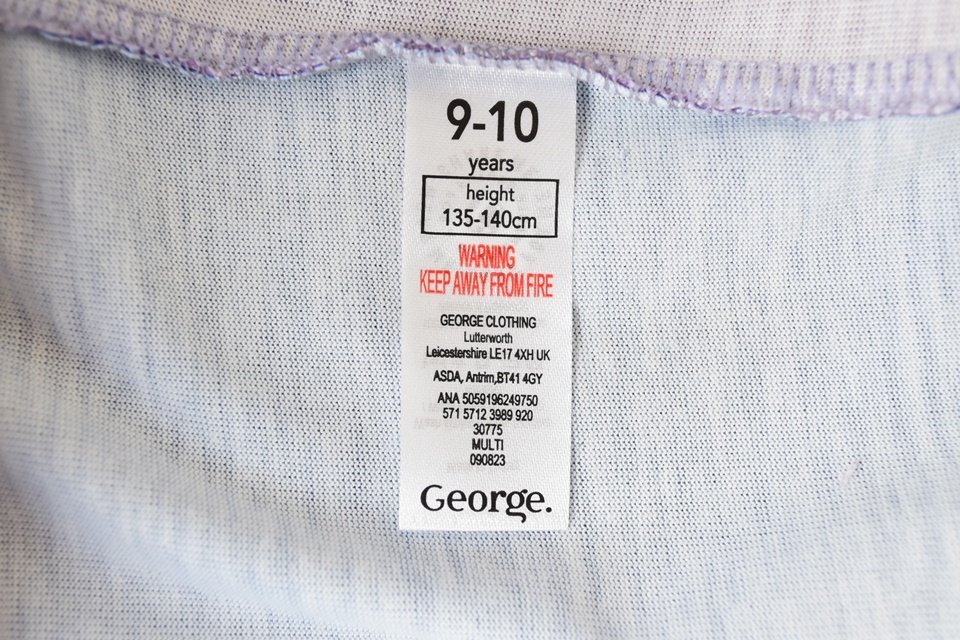 9-10
years
height
135-140cm
WARNING
KEEP AWAY FROM FIRE
GEORGE CLOTHING
Lutterworth
Leicestershire LE17 4XH UK
ASDA, Antrim,BT41 4GY
ANA 5059196249750
571 5712 3989 920
30775
MULTI
090823
George.